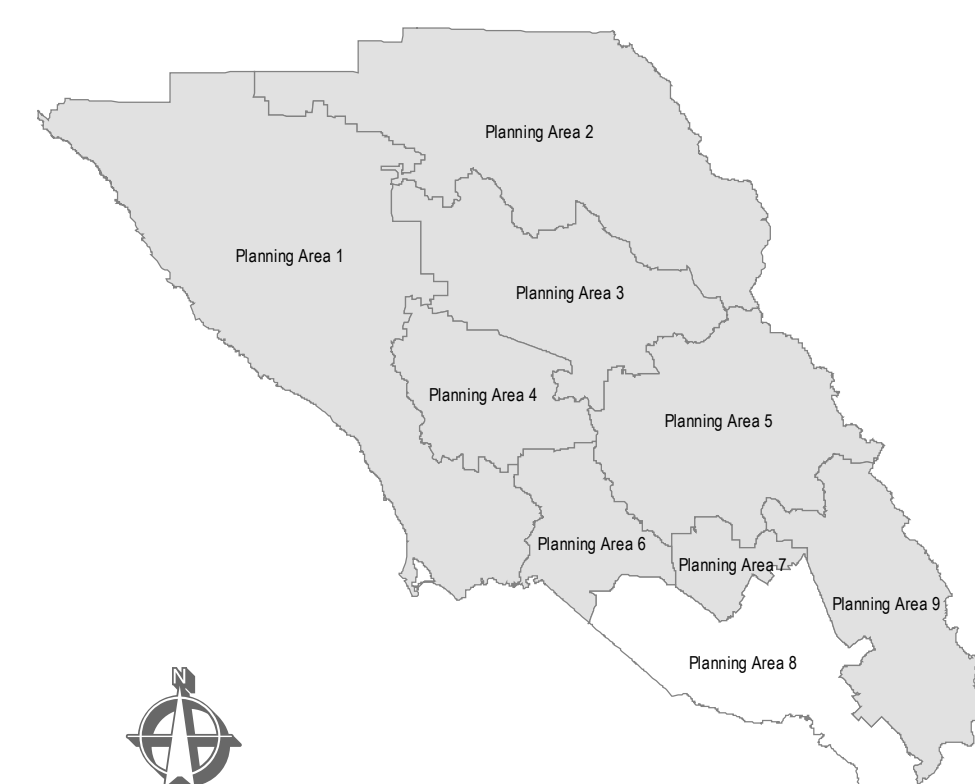 Planning Area 2
Planning Area 1
Planning Area 3
Planning Area 4
Planning Area 5
Planning Area 6
Planning Area 7
Planning Area 9
Planning Area 8
N